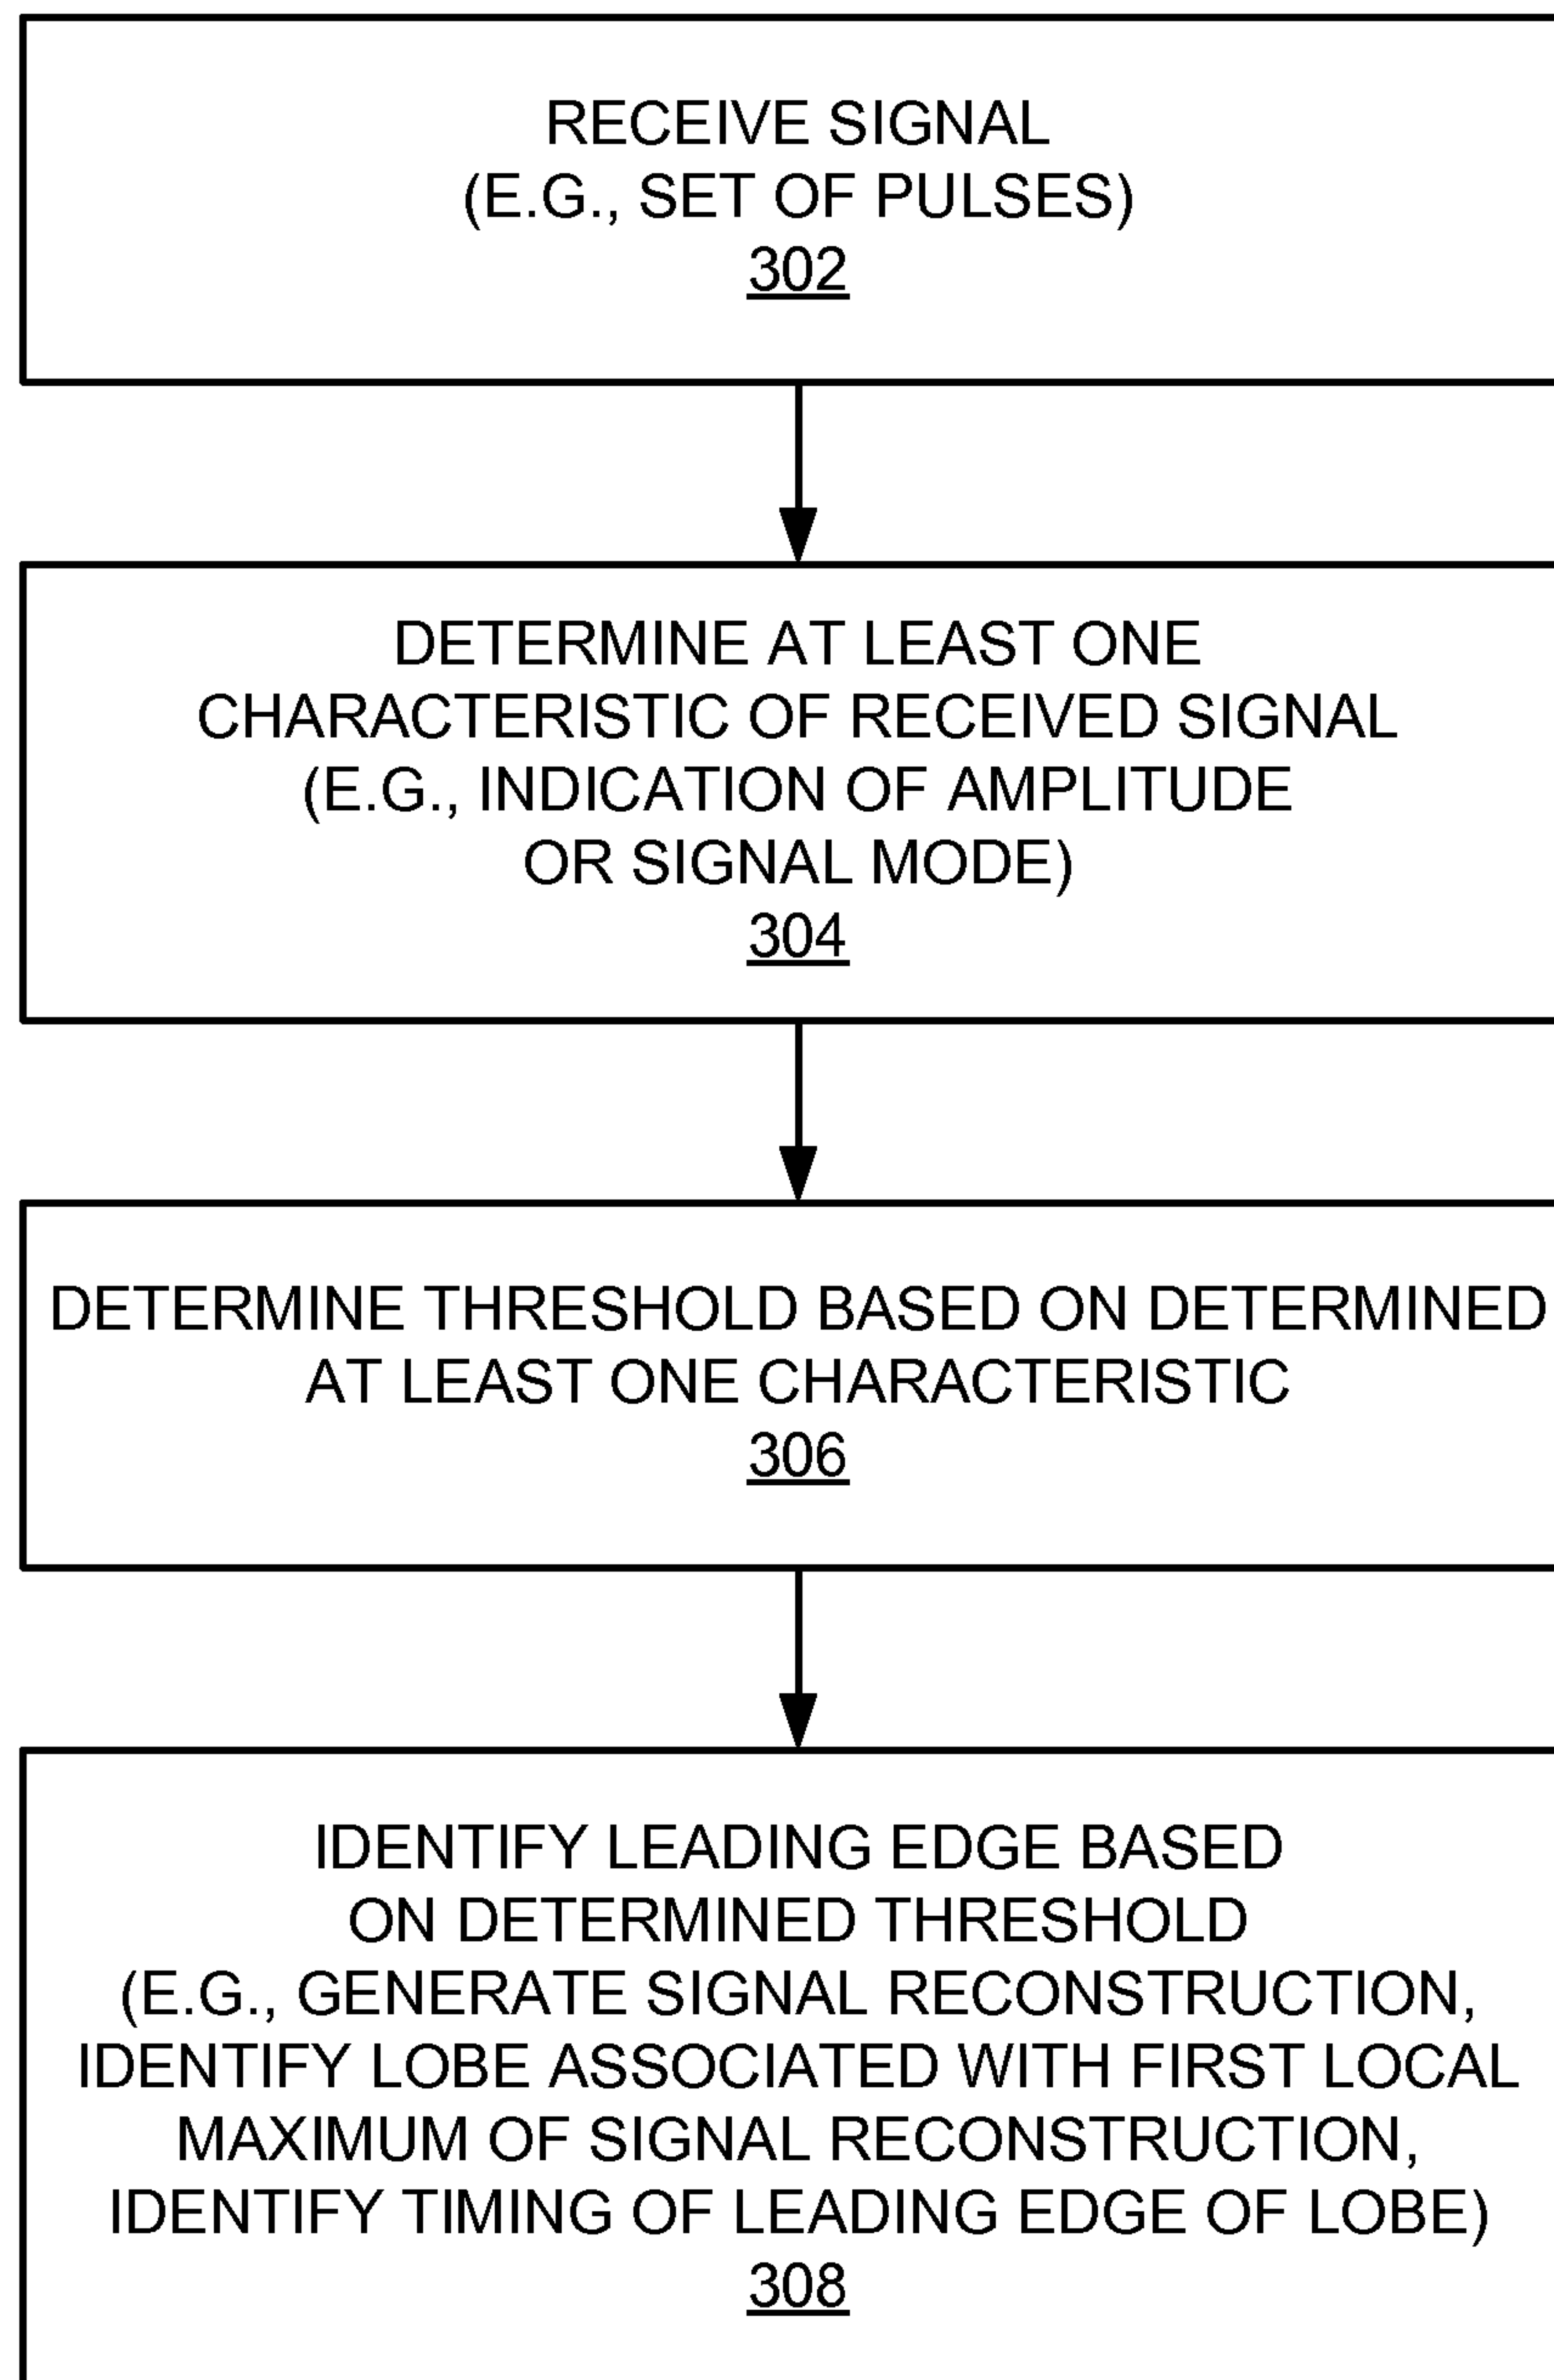 RECEIVE SIGNAL
(E.G., SET OF PULSES)
302
DETERMINE AT LEAST ONE
CHARACTERISTIC OF RECEIVED SIGNAL
(E.G., INDICATION OF AMPLITUDE
OR SIGNAL MODE)
304
DETERMINE THRESHOLD BASED ON DETERMINED
AT LEAST ONE CHARACTERISTIC
306
IDENTIFY LEADING EDGE BASED
ON DETERMINED THRESHOLD
(E.G., GENERATE SIGNAL RECONSTRUCTION,
IDENTIFY LOBE ASSOCIATED WITH FIRST LOCAL
MAXIMUM OF SIGNAL RECONSTRUCTION,
IDENTIFY TIMING OF LEADING EDGE OF LOBE)
308